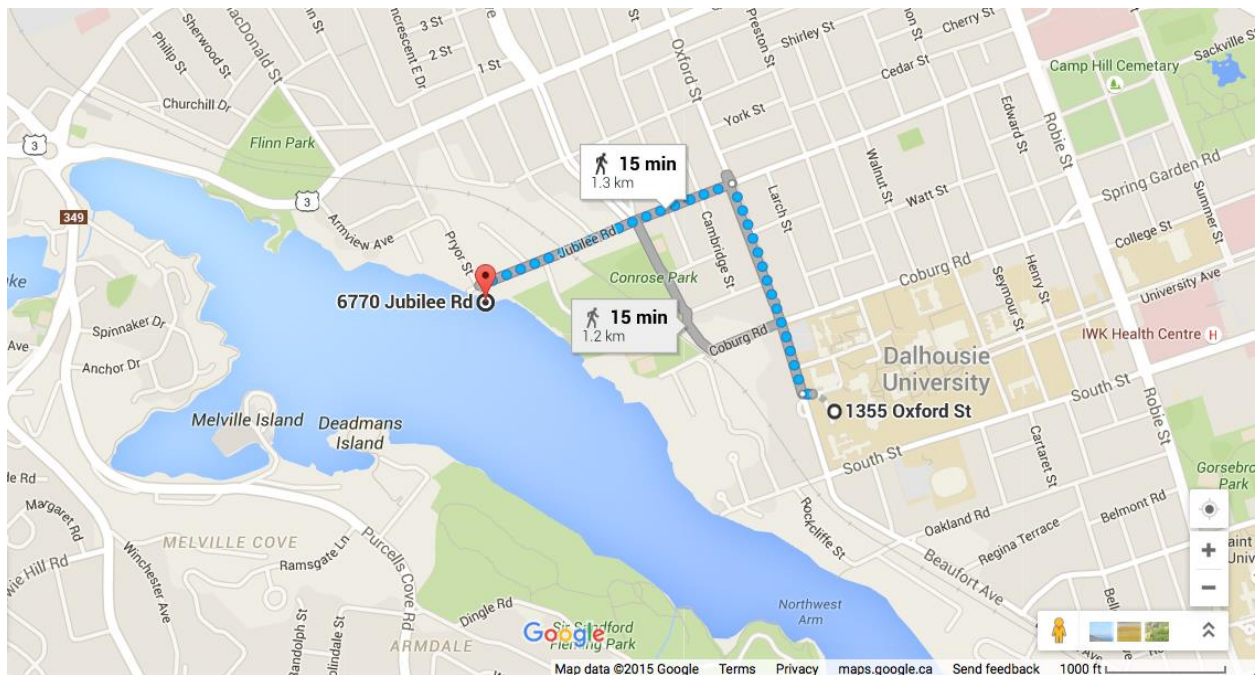 MacDonald St
Sherwood St
Philip St
Churchill Dr
3 St
2 St
1 St
Oxford St
Preston St
Shirley St
Cedar St
Cherry St
Sackville St
Camp Hill Cemetery
3
Flinn Park
3
349
Armview Ave
Pryor St
15 min
1.3 km
York St
Edward St
Robie St
Spring Garden Rd
Walnut St
Watt St
Larch St
Cambridge St
Summer St
College St
Jubilee Rd
Conrose Park
6770 Jubilee Rd
15 min
1.2 km
Coburg Rd
Coburg Rd
Seymour St
Henry St
University Ave
IWK Health Centre
H
Dalhousie
University
South St
1355 Oxford St
Robie St
Spinnaker Dr
Ave
Anchor Dr
Melville Island
Deadmans
Island
South St
Cartaret St
Park
Margaret Rd
MELVILLE COVE
Ramsgate Ln
Winchester Ave
Purcells Cove Rd
Rockcliffe St
Oakland Rd
Belmont Rd
Regina Terrace
Beaufort Ave
Dingle Rd
Northwest
Arm
ARMDALE
Sir Sandford
Fleming Park
Google
+
−
Map data ©2015 Google Terms Privacy maps.google.ca Send feedback 1000 ft